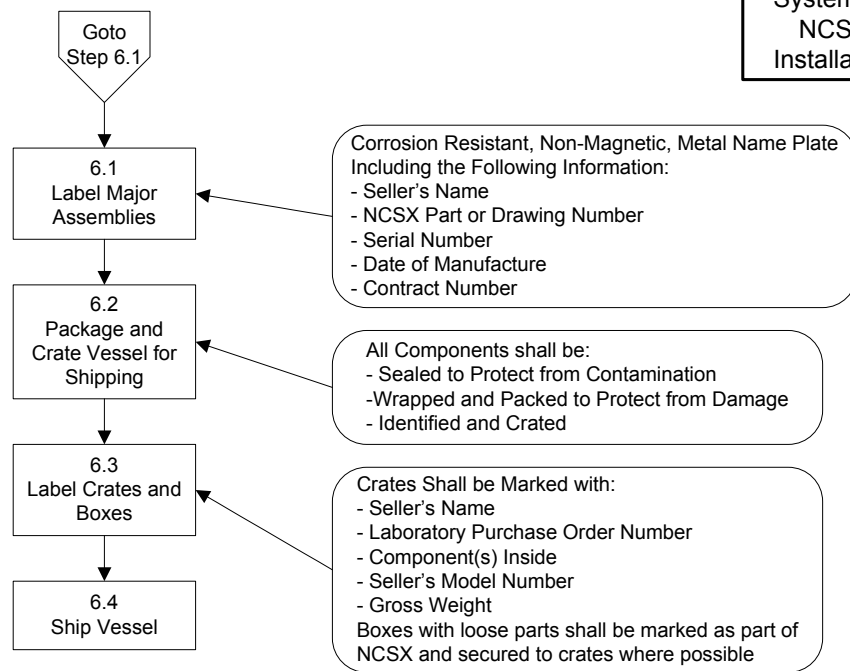 System
NCS
Installa
Goto
Step 6.1
6.1
Label Major
Assemblies
Corrosion Resistant, Non-Magnetic, Metal Name Plate
Including the Following Information:
- Seller's Name
- NCSX Part or Drawing Number
- Serial Number
- Date of Manufacture
- Contract Number
6.2
Package and
Crate Vessel for
Shipping
All Components shall be:
- Sealed to Protect from Contamination
-Wrapped and Packed to Protect from Damage
- Identified and Crated
6.3
Label Crates and
Boxes
Crates Shall be Marked with:
- Seller's Name
- Laboratory Purchase Order Number
- Component(s) Inside
- Seller's Model Number
- Gross Weight
Boxes with loose parts shall be marked as part of
NCSX and secured to crates where possible
6.4
Ship Vessel